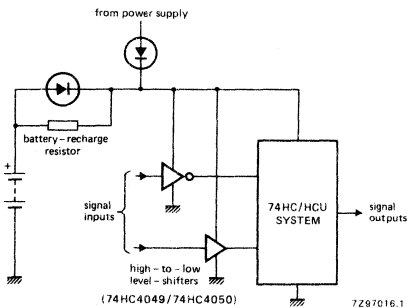 from power supply
battery – recharge
resistor
+
signal
inputs
high – to – low
level – shifters
(74HC4049/74HC4050)
74HC/HCU
SYSTEM
signal
outputs
7Z97016.1